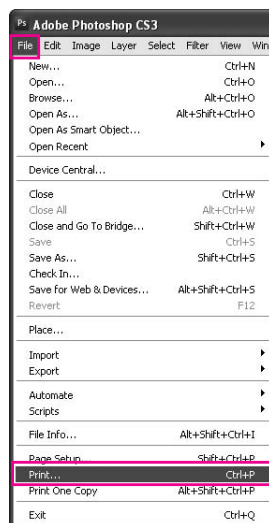 Ps Adobe Photoshop CS3
File Edit Image Layer Select Filter View Win
New... Ctrl+N
Open... Ctrl+O
Browse... Alt+Ctrl+O
Open As... Alt+Shift+Ctrl+O
Open As Smart Object...
Open Recent
Device Central...
Close Ctrl+W
Close All Alt+Ctrl+W
Close and Go To Bridge... Shift+Ctrl+W
Save Ctrl+S
Save As... Shift+Ctrl+S
Check In...
Save for Web & Devices... Alt+Shift+Ctrl+S
Revert F12
Place...
Import
Export
Automate
Scripts
File Info... Alt+Shift+Ctrl+I
Page Setup... Shift+Ctrl+P
Print... Ctrl+P
Print One Copy Alt+Shift+Ctrl+P
Exit Ctrl+Q